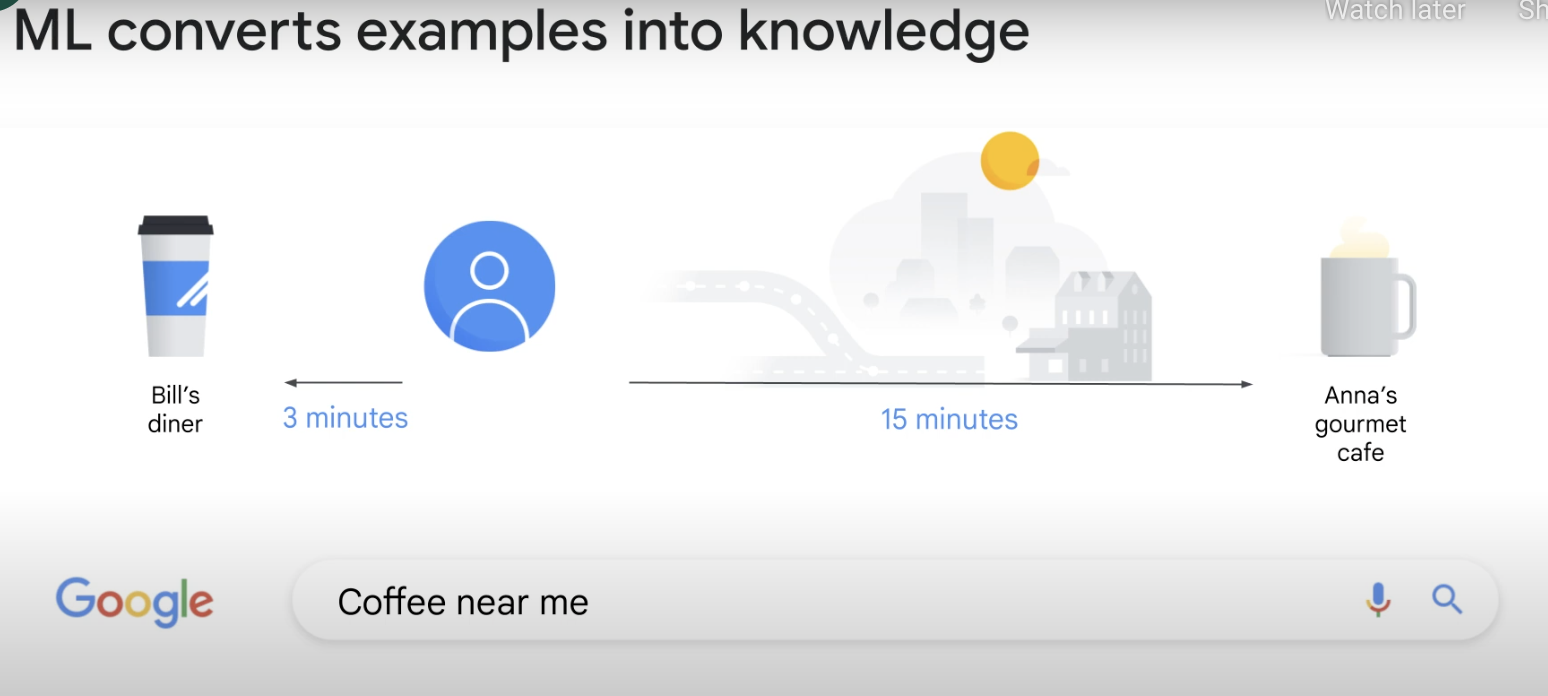 Watch later Sh
ML converts examples into knowledge
Bill's
diner
3 minutes
15 minutes
Anna's
gourmet
cafe
Google
Coffee near me